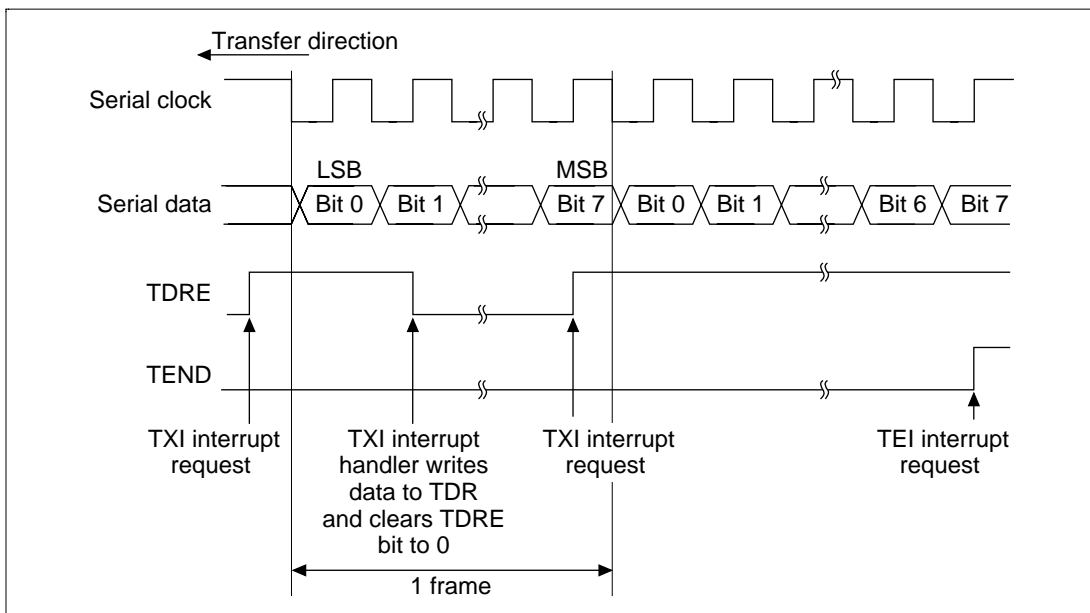 Transfer direction
Serial clock
LSB
MSB
Serial data
Bit 0
Bit 1
Bit 7
Bit 0
Bit 1
Bit 6
Bit 7
TDRE
TEND
TXI interrupt
request
TXI interrupt
handler writes
data to TDR
and clears TDRE
bit to 0
TXI interrupt
request
TEI interrupt
request
1 frame